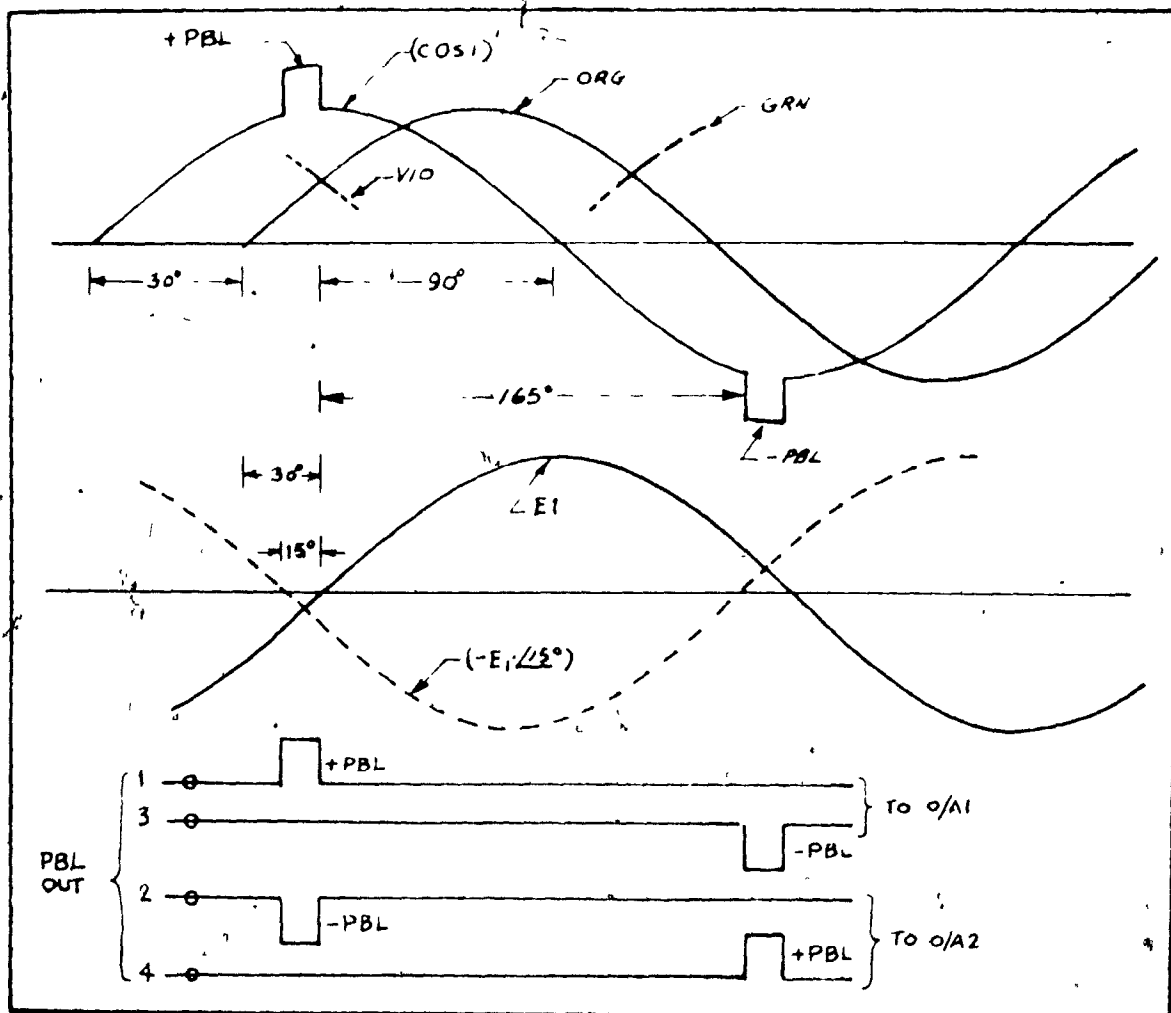 + PBL
(COS1)'
ORG
GRN
VIO
30°
90°
165°
-PBL
30°
E1
15°
(-E1 ∠15°)
+PBL
1
TO O/A1
3
-PBL
PBL OUT
2
-PBL
TO O/A2
+PBL
4